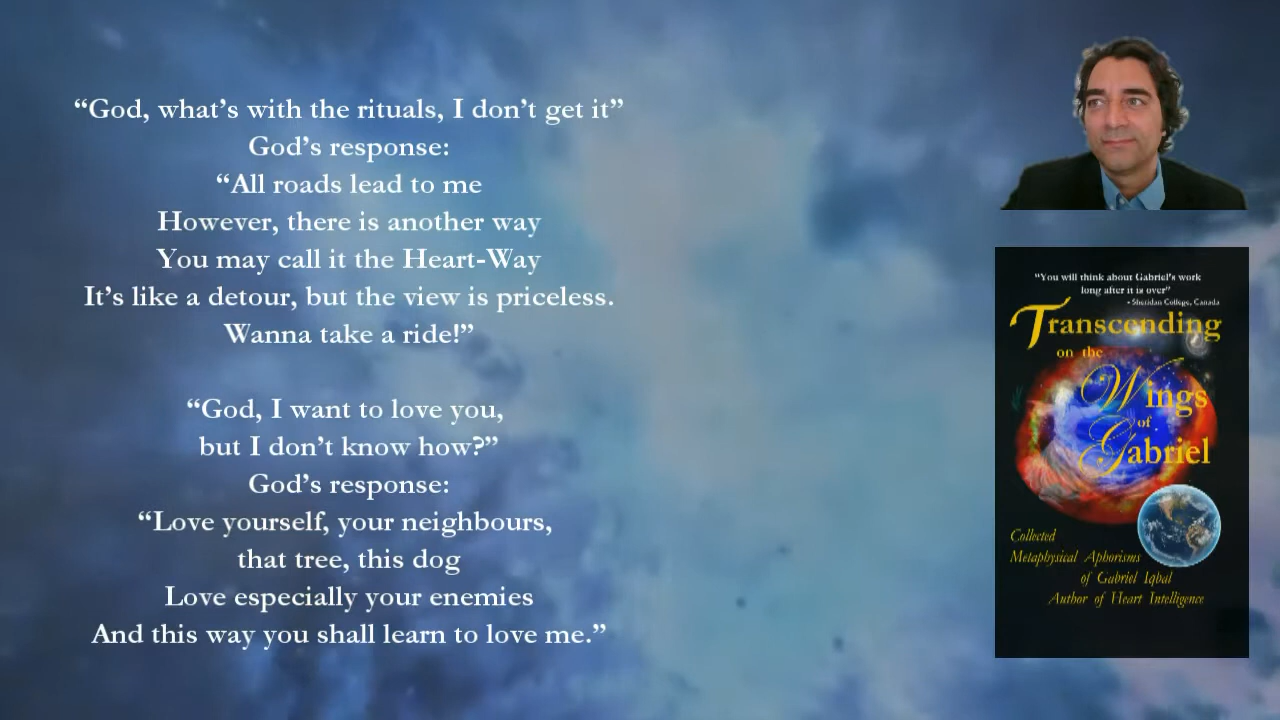 “God, what’s with the rituals, I don’t get it”
God’s response:
“All roads lead to me
However, there is another way
You may call it the Heart-Way
It’s like a detour, but the view is priceless.
Wanna take a ride!”
“God, I want to love you,
but I don’t know how?”
God’s response:
“Love yourself, your neighbours,
that tree, this dog
Love especially your enemies
And this way you shall learn to love me.”
“You will think about Gabriel’s work
long after it is over”
- Sheridan College, Canada
Transcending
on the
Wings
of
Gabriel
Collected
Metaphysical Aphorisms
of Gabriel Iqbal
Author of Heart Intelligence